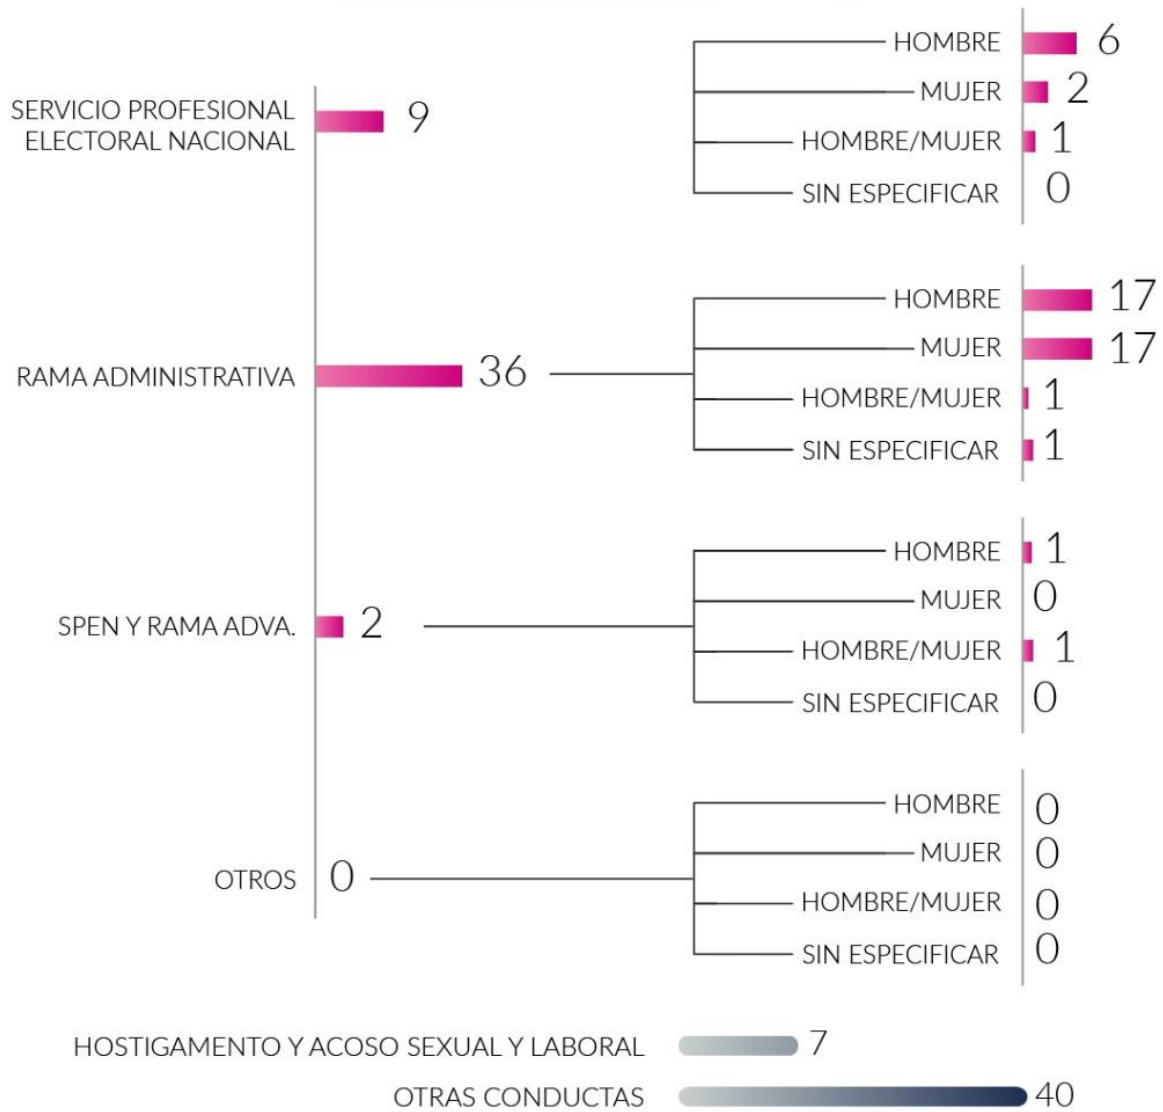 SERVICIO PROFESIONAL
ELECTORAL NACIONAL
9
HOMBRE 6
MUJER 2
HOMBRE/MUJER 1
SIN ESPECIFICAR 0
RAMA ADMINISTRATIVA 36
HOMBRE 17
MUJER 17
HOMBRE/MUJER 1
SIN ESPECIFICAR 1
SPEN Y RAMA ADVA. 2
HOMBRE 1
MUJER 0
HOMBRE/MUJER 1
SIN ESPECIFICAR 0
OTROS 0
HOMBRE 0
MUJER 0
HOMBRE/MUJER 0
SIN ESPECIFICAR 0
HOSTIGAMENTO Y ACOSO SEXUAL Y LABORAL 7
OTRAS CONDUCTAS 40